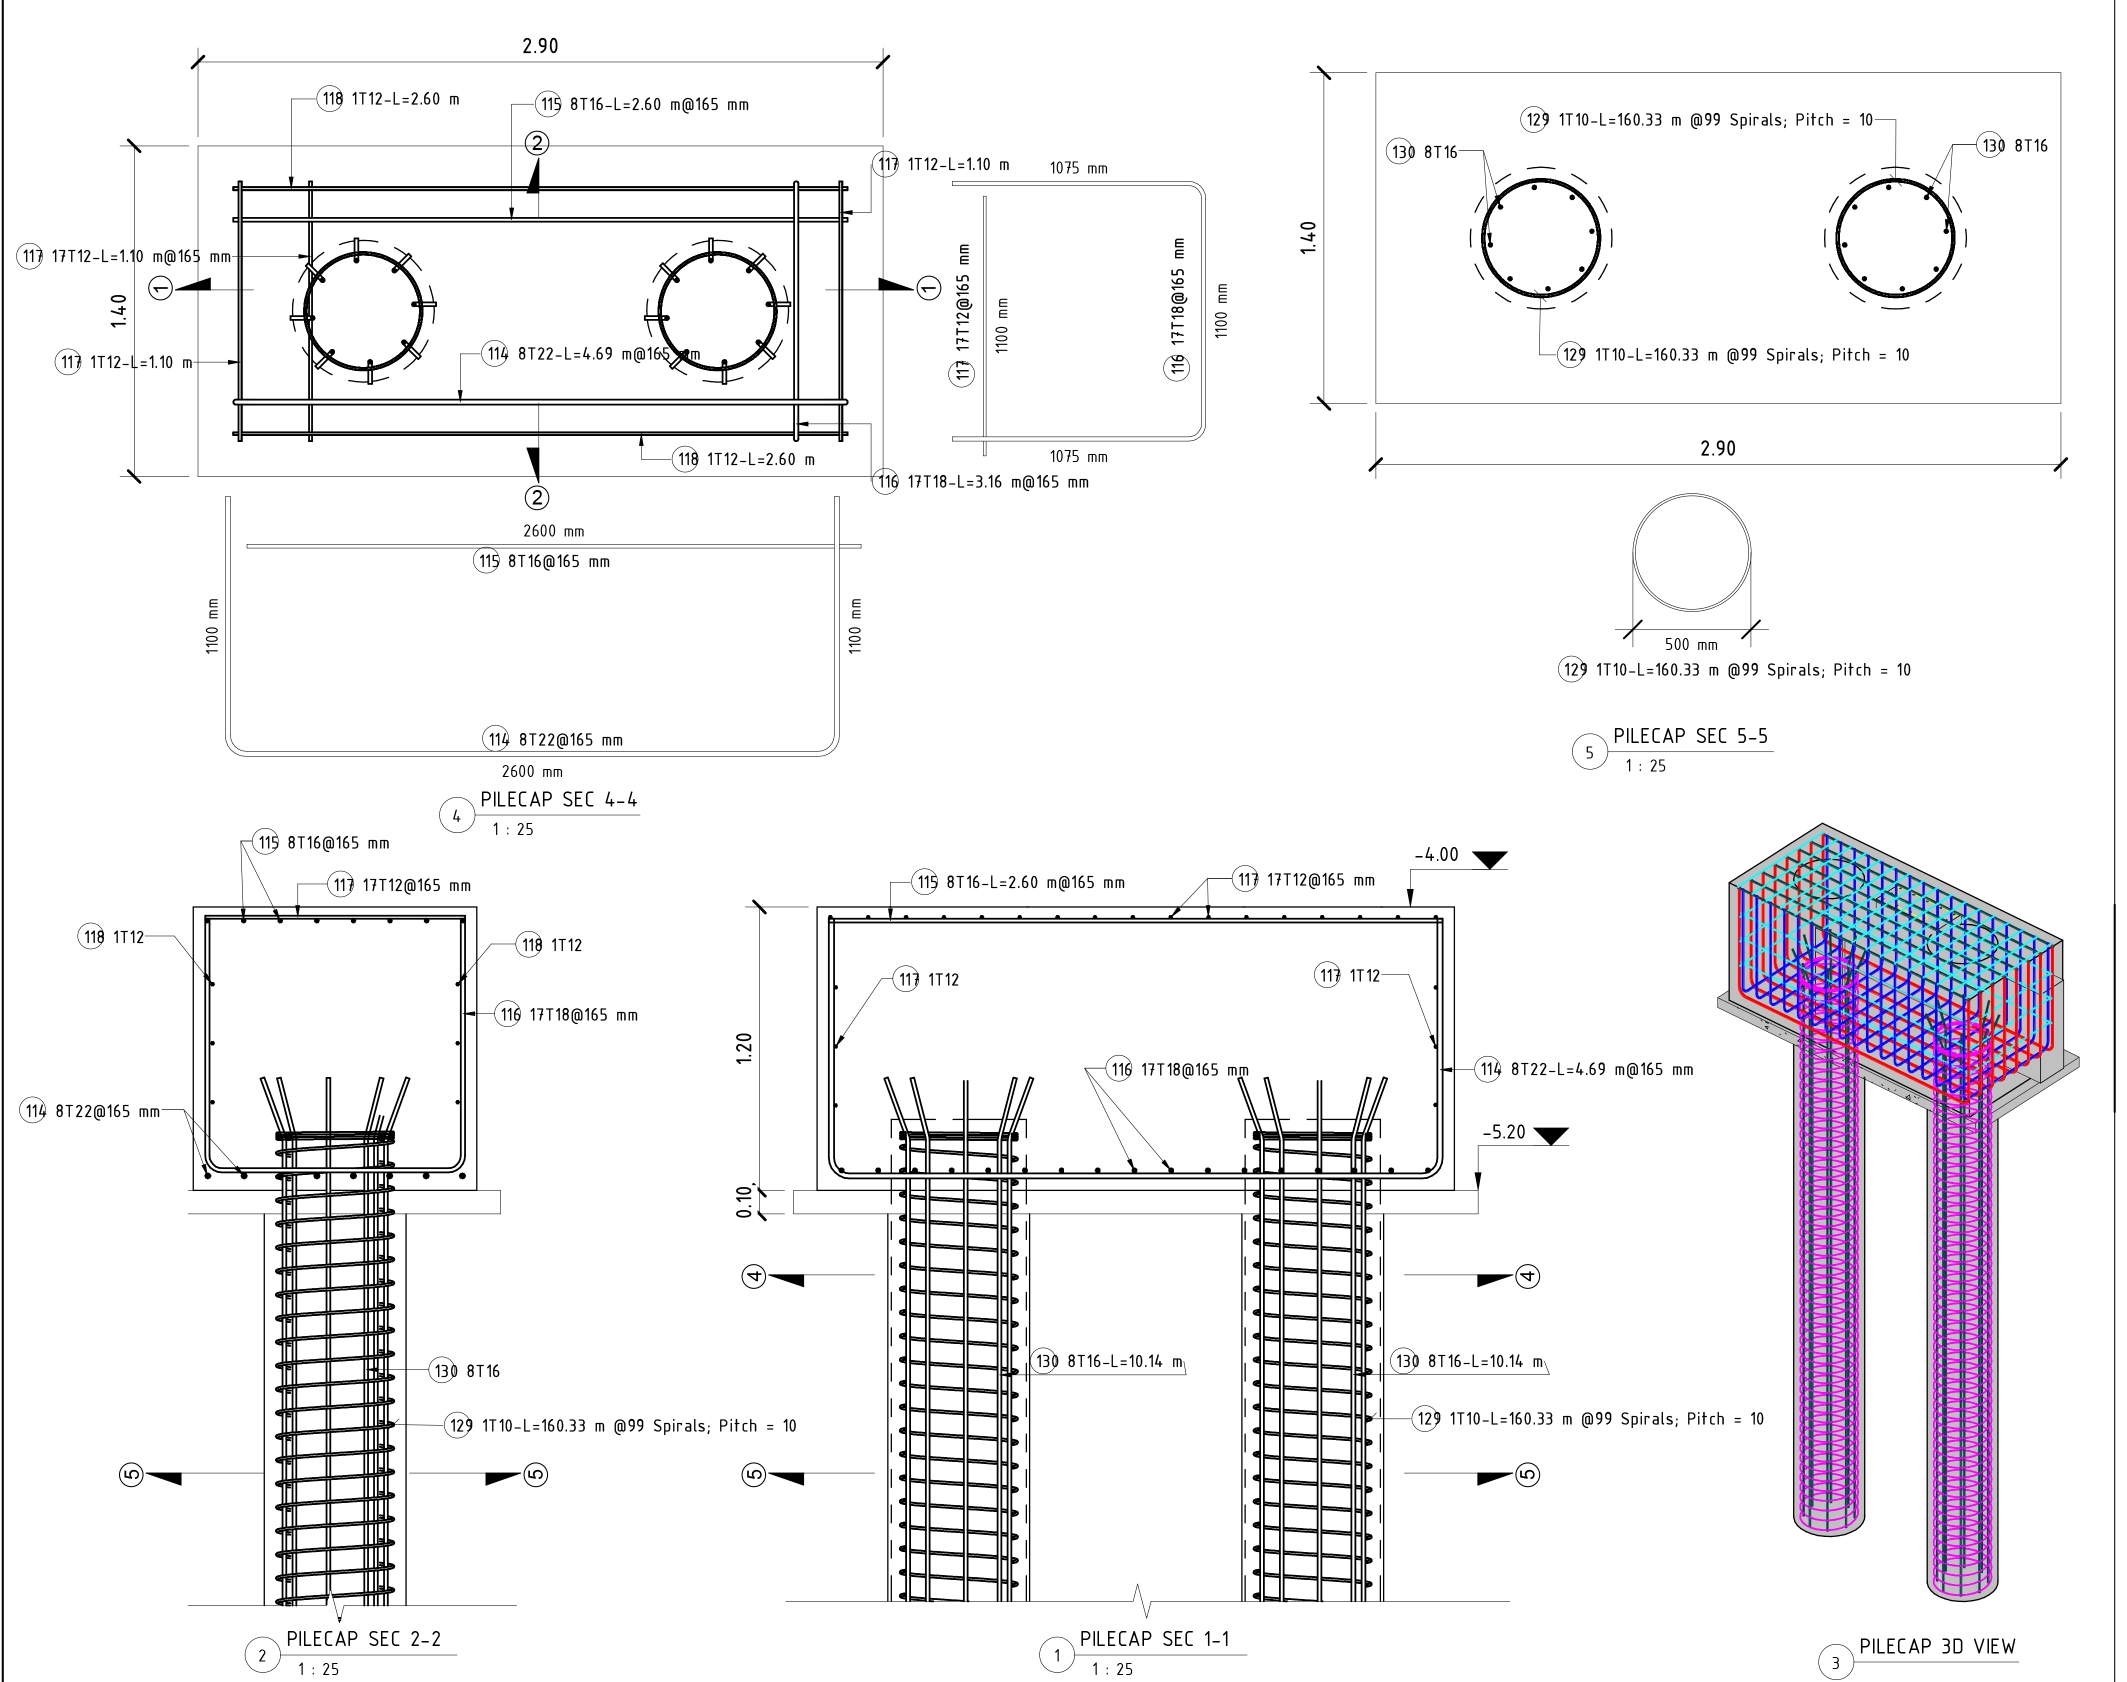 2.90
118 1T12-L=2.60 m
115 8T16-L=2.60 m@165 mm
2
117 1T12-L=1.10 m
117 17T12-L=1.10 m@165 mm
1
1
1.40
117 1T12-L=1.10 m
114 8T22-L=4.69 m@165 mm
118 1T12-L=2.60 m
116 17T18-L=3.16 m@165 mm
2
1075 mm
117 17T12@165 mm
1100 mm
116 17T18@165 mm
1100 mm
1075 mm
2600 mm
115 8T16@165 mm
1100 mm
1100 mm
114 8T22@165 mm
2600 mm
4 PILECAP SEC 4-4
1 : 25
129 1T10-L=160.33 m @99 Spirals; Pitch = 10
130 8T16
130 8T16
1.40
129 1T10-L=160.33 m @99 Spirals; Pitch = 10
2.90
500 mm
129 1T10-L=160.33 m @99 Spirals; Pitch = 10
5 PILECAP SEC 5-5
1 : 25
115 8T16@165 mm
117 17T12@165 mm
118 1T12
118 1T12
116 17T18@165 mm
114 8T22@165 mm
130 8T16
129 1T10-L=160.33 m @99 Spirals; Pitch = 10
5
5
2 PILECAP SEC 2-2
1 : 25
-4.00
115 8T16-L=2.60 m@165 mm
117 17T12@165 mm
117 1T12
117 1T12
1.20
116 17T18@165 mm
114 8T22-L=4.69 m@165 mm
-5.20
0.10
4
4
130 8T16-L=10.14 m
130 8T16-L=10.14 m
129 1T10-L=160.33 m @99 Spirals; Pitch = 10
5
5
1 PILECAP SEC 1-1
1 : 25
3 PILECAP 3D VIEW